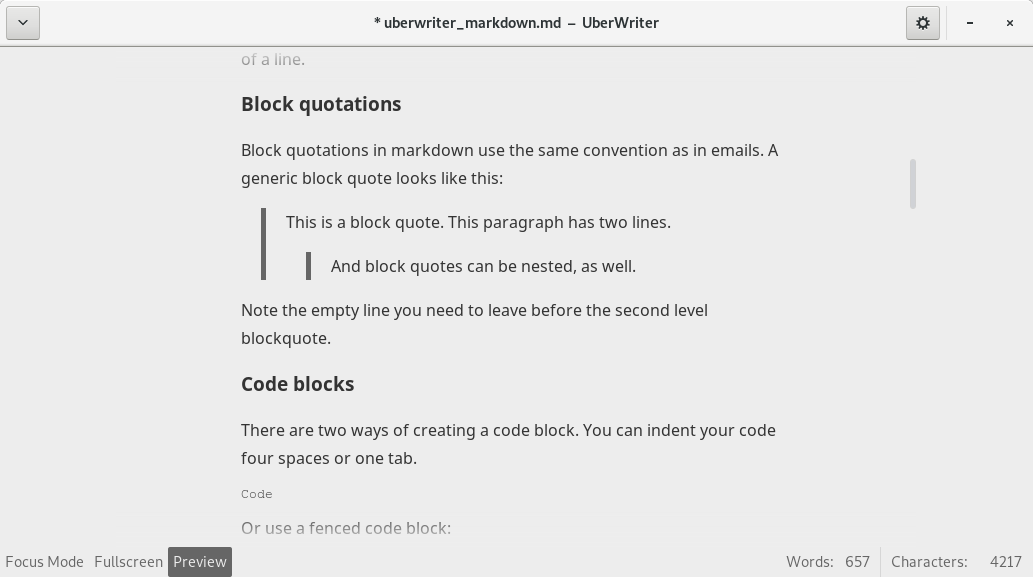 * uberwriter_markdown.md – UberWriter
of a line.
Block quotations
Block quotations in markdown use the same convention as in emails. A
generic block quote looks like this:
This is a block quote. This paragraph has two lines.
And block quotes can be nested, as well.
Note the empty line you need to leave before the second level
blockquote.
Code blocks
There are two ways of creating a code block. You can indent your code
four spaces or one tab.
Code
Or use a fenced code block:
Focus Mode Fullscreen Preview Words: 657 Characters: 4217